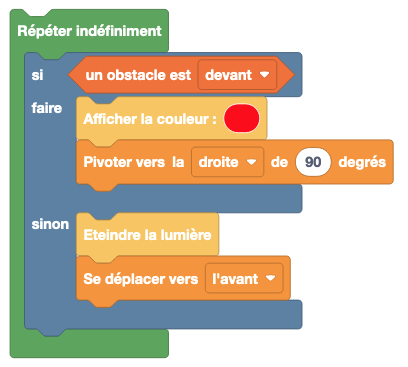 Répéter indéfiniment
si un obstacle est devant
faire
Afficher la couleur :
Pivoter vers la droite de 90 degrés
sinon
Eteindre la lumière
Se déplacer vers l'avant